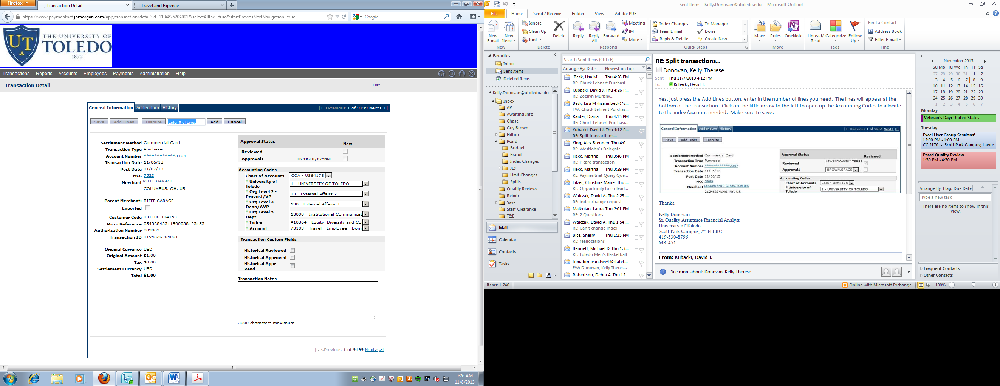 Firefox
Transaction Detail
Travel and Expense
https://www.paymentnet.jpmorgan.com/app/transaction/detail?id=1194826204001&selectAllInd=true&startPreviosNextNavigation=true
Google
UT
THE UNIVERSITY OF
TOLEDO
1872
Transactions Reports Accounts Employees Payments Administration Help
Transaction Detail
List
General Information Addendum History
|< <Previous 1 of 9199 Next> >|
Save Add Lines Dispute Enter # of Lines Add Cancel
Settlement Method Commercial Card
Transaction Type Purchase
Account Number ************3104
Transaction Date 11/06/13
Post Date 11/07/13
MCC 7523
Merchant RIFFE GARAGE
COLUMBUS, OH, US
Parent Merchant: RIFFE GARAGE
Exported
Customer Code 131106 114153
Micro Reference 05436843311500038123153
Authorization Number 089002
Transaction ID 1194826204001
Original Currency USD
Original Amount $1.00
Tax $0.00
Settlement Currency USD
Total $1.00
Approval Status
New
Reviewed
Approval1 HOUSER,JOANNE
Accounting Codes
Chart of Accounts COA - US64178
* University of Toledo 1 - UNIVERSITY OF TOLEDO
* Org Level 2 - Provost/VP 13 - External Affairs 2
* Org Level 3 - Dean/AVP 130 - External Affairs 3
* Org Level 5 - Dept 13008 - Institutional Communicat
* Index A10364 - Equity Diversity and Cor
* Account 73103 - Travel - Employee - Dom
Transaction Custom Fields
Historical Reviewed
Historical Approved
Historical Appr Pend
Transaction Notes
3000 characters maximum
|< <Previous 1 of 9199 Next> >|
9:26 AM
11/8/2013
Sent Items - Kelly.Donovan@utoledo.edu - Microsoft Outlook
File Home Send / Receive Folder View Adobe PDF
New E-mail
New Items
New
Ignore
Clean Up
Junk
Delete
Delete
Reply
Reply All
Forward
Meeting
IM
More
Respond
Index Changes
Team E-mail
Reply & Delete
To Manager
Done
Create New
Quick Steps
Move
Rules
OneNote
Move
Unread/ Read
Categorize
Follow Up
Tags
Find a Contact
Address Book
Filter E-mail
Find
Favorites
Inbox
Sent Items
Deleted Items
Kelly.Donovan@utoledo.edu
Inbox
AP
Awaiting Info
Chase
Guy Brown
Hilton
Pcard
Budget
Fraud
Index Changes
JEs
Limit Changes
Splits
Quality Reviews
Reimb
Save
Staff Clearance
T&E
Mail
Calendar
Contacts
Tasks
Items: 1,240
Search Sent Items (Ctrl+E)
Arrange By: Date Newest on top
'Beck, Lisa M' Thu 4:26 PM
RE: Chuck Lehnert Purchasi...
Kubacki, David J. Thu 4:26 P...
RE: Zoellyn Murphy...
Beck, Lisa M (lisa.m.beck@c...
FW: Chuck Lehnert Purchas...
Raider, Diana Thu 4:15 PM
RE: Chuck Lehnert Purchasi...
Kubacki, David J. Thu 4:12 P...
RE: Split transactions...
King, Alex Brennen Thu 4:0...
RE: WestJohn's Delegate
Heck, Martha Thu 3:46 PM
RE: P card transaction
Heck, Martha Thu 3:29 PM
RE: Paymentnet Query Que...
Filzer, Christine Marie Thu ...
RE: Opportunity to co-lead...
Walczak, David A. Thu 2:23 ...
RE: index change request
Malkuian, Laura Thu 2:01 PM
RE: 2 Questions
Walczak, David A. Thu 1:54 ...
RE: Can't change index
Bice, Sherry Thu 1:35 PM
RE: reallocations
Bennett, Michael D Thu 1:3...
RE: Toledo Men's Basketball
tom.donovan.twe4@statef...
FW: Donovan, Kelly Theres...
Robertson, Debra A Thu 12...
RE: Split transactions...
Donovan, Kelly Therese
Sent: Thu 11/7/2013 4:12 PM
To: Kubacki, David J.
Yes, just press the Add Lines button, enter in the number of lines you need. The lines will appear at the
bottom of the transaction. Click on the little arrow to the left to open up the Accounting Codes to allocate
to the index/account needed. Make sure to save.
General Information Addendum History
|< <Previous 1 of 9265 Next> >|
Save Add Lines Dispute
Settlement Method Commercial Card
Transaction Type Purchase
Account Number ************2347
Transaction Date 11/05/13
Post Date 11/06/13
MCC 5969
Merchant LEADERSHIP DIRECTORIES
212-6274140, NY, US
Approval Status
Reviewed
Reviewed LEWANDOWSKI,TERRI
Approval1 BROWN,GRACE
Accounting Codes
Chart of Accounts COA - US64178
* University of Toledo 1 - UNIVERSITY OF TOLEDO
Thanks,
Kelly Donovan
Sr. Quality Assurance Financial Analyst
University of Toledo
Scott Park Campus, 2nd Fl LRC
419-530-8796
MS 451
From: Kubacki, David J.
See more about: Donovan, Kelly Therese.
November 2013
Su Mo Tu We Th Fr Sa
27 28 29 30 31 1 2
3 4 5 6 7 8 9
10 11 12 13 14 15 16
17 18 19 20 21 22 23
24 25 26 27 28 29 30
1 2 3 4 5 6 7
Monday
Veteran's Day; United States
Tuesday
Excel User Group Sessions!
12:00 PM - 1:00 PM
CC 2170 - Scott Park Campus; Lawre
Pcard Quality Review
1:30 PM - 4:30 PM
Arrange By: Flag: Due Date
Type a new task
There are no items to show in this
view.
Frequent Contacts
Other Contacts
Online with Microsoft Exchange
100%